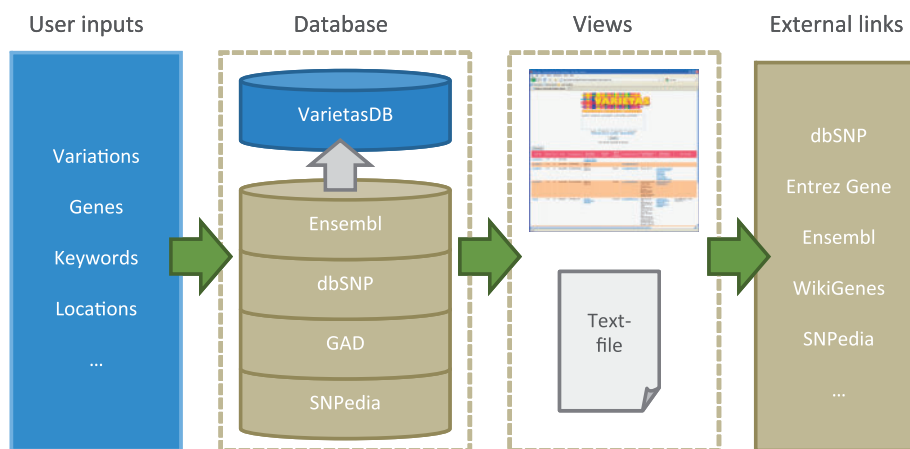 User inputs
Database
Views
External links
Variations
Genes
Keywords
Locations
...
VarietasDB
Ensembl
dbSNP
GAD
SNPedia
VARIETAS
Text-
file
dbSNP
Entrez Gene
Ensembl
WikiGenes
SNPedia
...